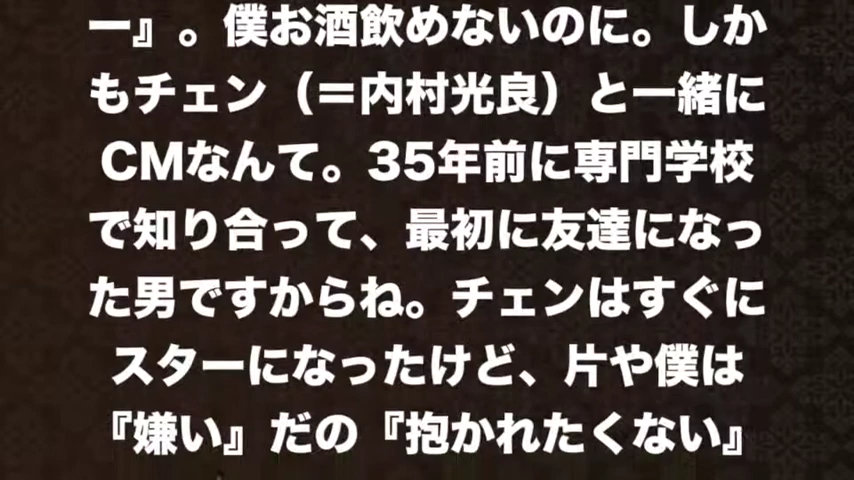 ー』。僕お酒飲めないのに。しか
もチェン（＝内村光良）と一緒に
CMなんて。35年前に専門学校
で知り合って、最初に友達になっ
た男ですからね。チェンはすぐに
スターになったけど、片や僕は
『嫌い』だの『抱かれたくない』